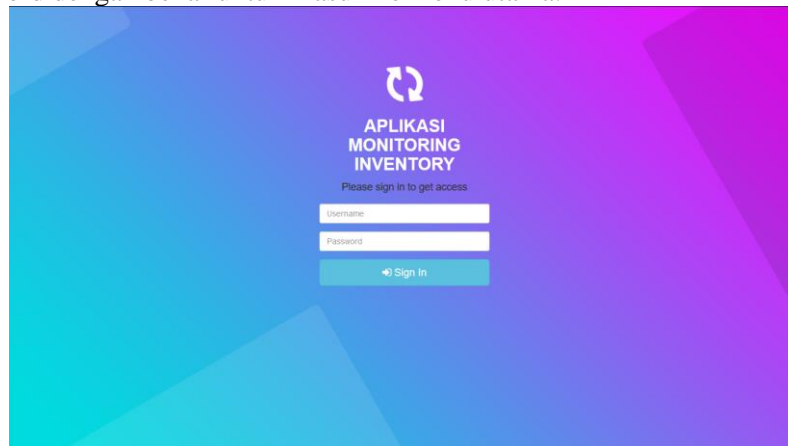 APLIKASI
MONITORING
INVENTORY
Please sign in to get access
Username
Password
Sign In